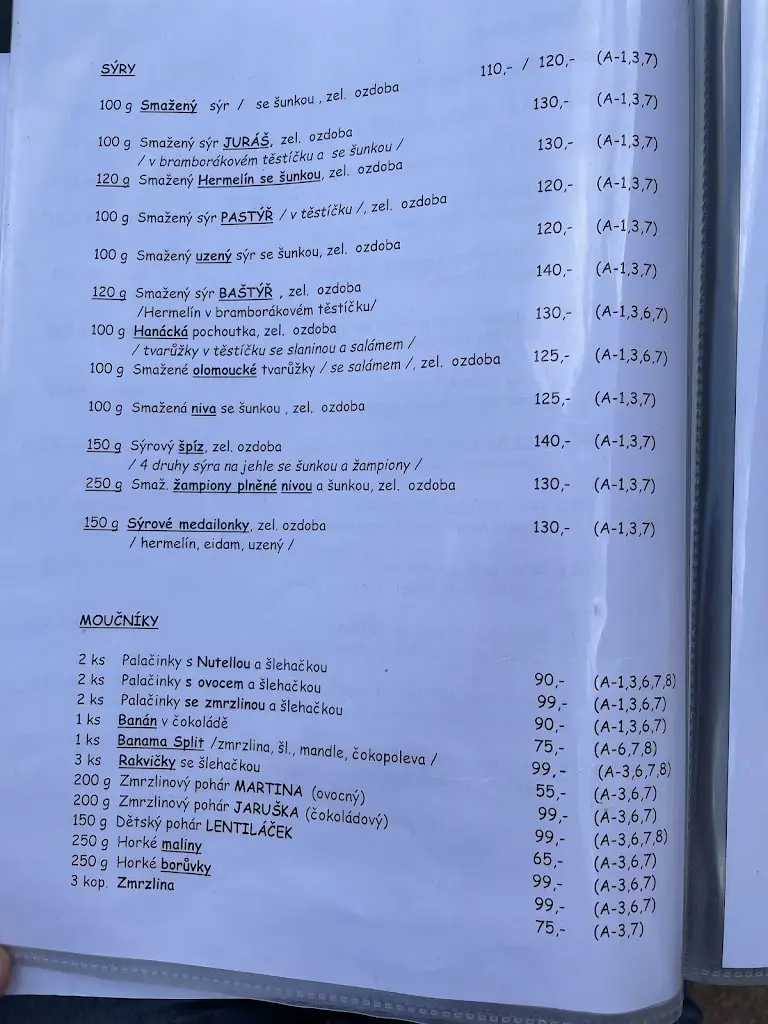 SÝRY
100 g Smažený sýr / se šunkou , zel. ozdoba 110,- / 120,- (A-1,3,7)
100 g Smažený sýr JURÁŠ, zel. ozdoba 130,- (A-1,3,7)
/ v bramborákovém těstíčku a se šunkou /
120 g Smažený Hermelín se šunkou, zel. ozdoba 130,- (A-1,3,7)
100 g Smažený sýr PASTÝŘ / v těstíčku /, zel. ozdoba 120,- (A-1,3,7)
100 g Smažený uzený sýr se šunkou, zel. ozdoba 120,- (A-1,3,7)
120 g Smažený sýr BAŠTÝŘ , zel. ozdoba 140,- (A-1,3,7)
/Hermelín v bramborákovém těstíčku/
100 g Hanácká pochoutka, zel. ozdoba 130,- (A-1,3,6,7)
/ tvarůžky v těstíčku se slaninou a salámem /
100 g Smažené olomoucké tvarůžky / se salámem /, zel. ozdoba 125,- (A-1,3,6,7)
100 g Smažená niva se šunkou , zel. ozdoba 125,- (A-1,3,7)
150 g Sýrový špíz, zel. ozdoba 140,- (A-1,3,7)
/ 4 druhy sýra na jehle se šunkou a žampiony /
250 g Smaž. žampiony plněné nivou a šunkou, zel. ozdoba 130,- (A-1,3,7)
150 g Sýrové medailonky, zel. ozdoba 130,- (A-1,3,7)
/ hermelín, eidam, uzený /
MOUČNÍKY
2 ks Palačinky s Nutellou a šlehačkou 90,- (A-1,3,6,7,8)
2 ks Palačinky s ovocem a šlehačkou 99,- (A-1,3,6,7)
2 ks Palačinky se zmrzlinou a šlehačkou 90,- (A-1,3,6,7)
1 ks Banán v čokoládě 75,- (A-6,7,8)
1 ks Banama Split /zmrzlina, šl., mandle, čokopoleva / 99,- (A-3,6,7,8)
3 ks Rakvičky se šlehačkou 55,- (A-3,6,7)
200 g Zmrzlinový pohár MARTINA (ovocný) 99,- (A-3,6,7)
200 g Zmrzlinový pohár JARUŠKA (čokoládový) 99,- (A-3,6,7,8)
150 g Dětský pohár LENTILÁČEK 65,- (A-3,6,7)
250 g Horké maliny 99,- (A-3,6,7)
250 g Horké borůvky 99,- (A-3,6,7)
3 kop. Zmrzlina 75,- (A-3,7)